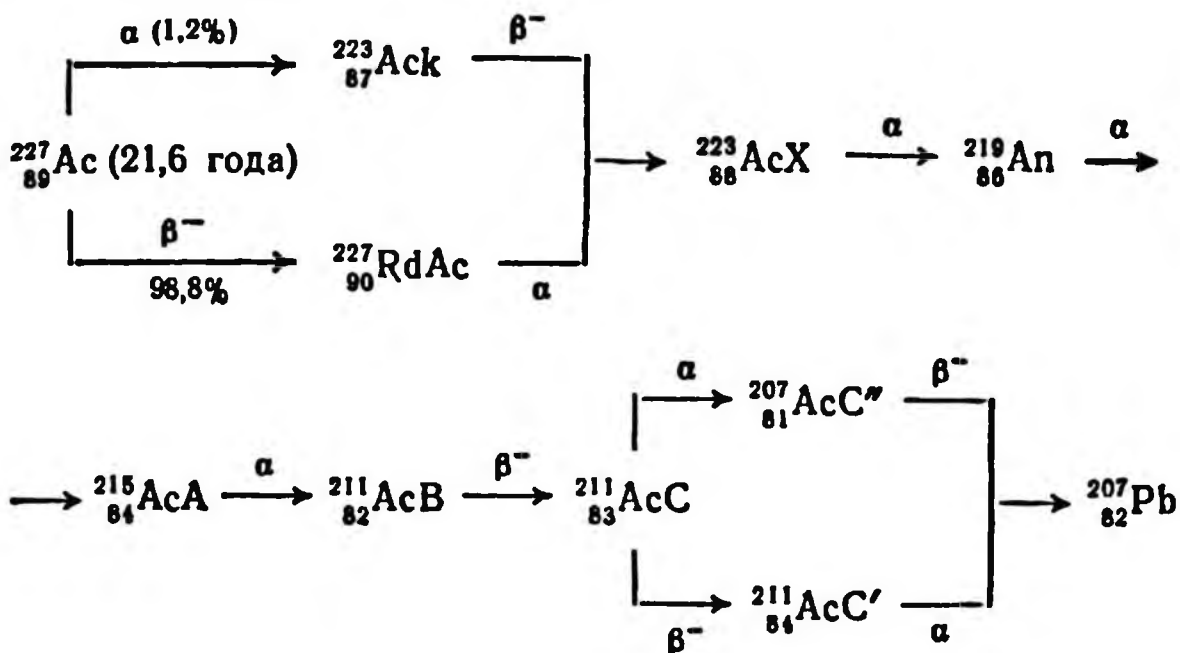 α (1,2%) ²²³₈₇Ack β⁻
²²⁷₈₉Ac (21,6 года) ²²³₈₈AcX α ²¹⁹₈₆An α
β⁻
98,8% ²²⁷₉₀RdAc α
α ²⁰⁷₈₁AcC″ β⁻
²¹⁵₈₄AcA α ²¹¹₈₂AcB β⁻ ²¹¹₈₃AcC ²⁰⁷₈₂Pb
β⁻ ²¹¹₈₄AcC′ α